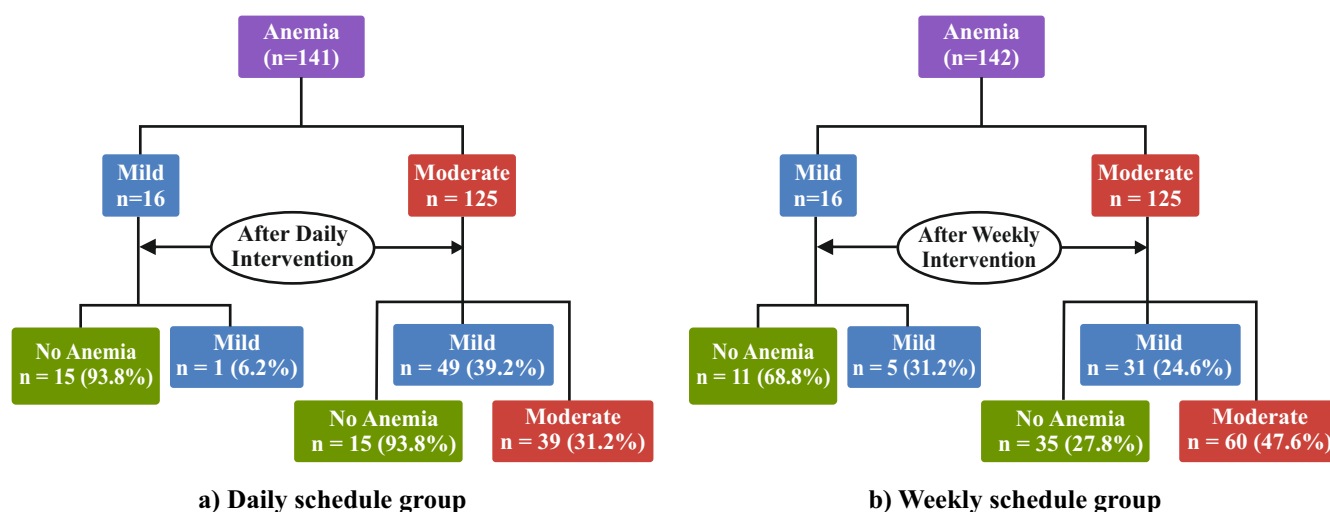 Anemia
(n=141)
Mild
n=16
Moderate
n = 125
After Daily
Intervention
No Anemia
n = 15 (93.8%)
Mild
n = 1 (6.2%)
Mild
n = 49 (39.2%)
No Anemia
n = 15 (93.8%)
Moderate
n = 39 (31.2%)
a) Daily schedule group
Anemia
(n=142)
Mild
n=16
Moderate
n = 125
After Weekly
Intervention
No Anemia
n = 11 (68.8%)
Mild
n = 5 (31.2%)
Mild
n = 31 (24.6%)
No Anemia
n = 35 (27.8%)
Moderate
n = 60 (47.6%)
b) Weekly schedule group